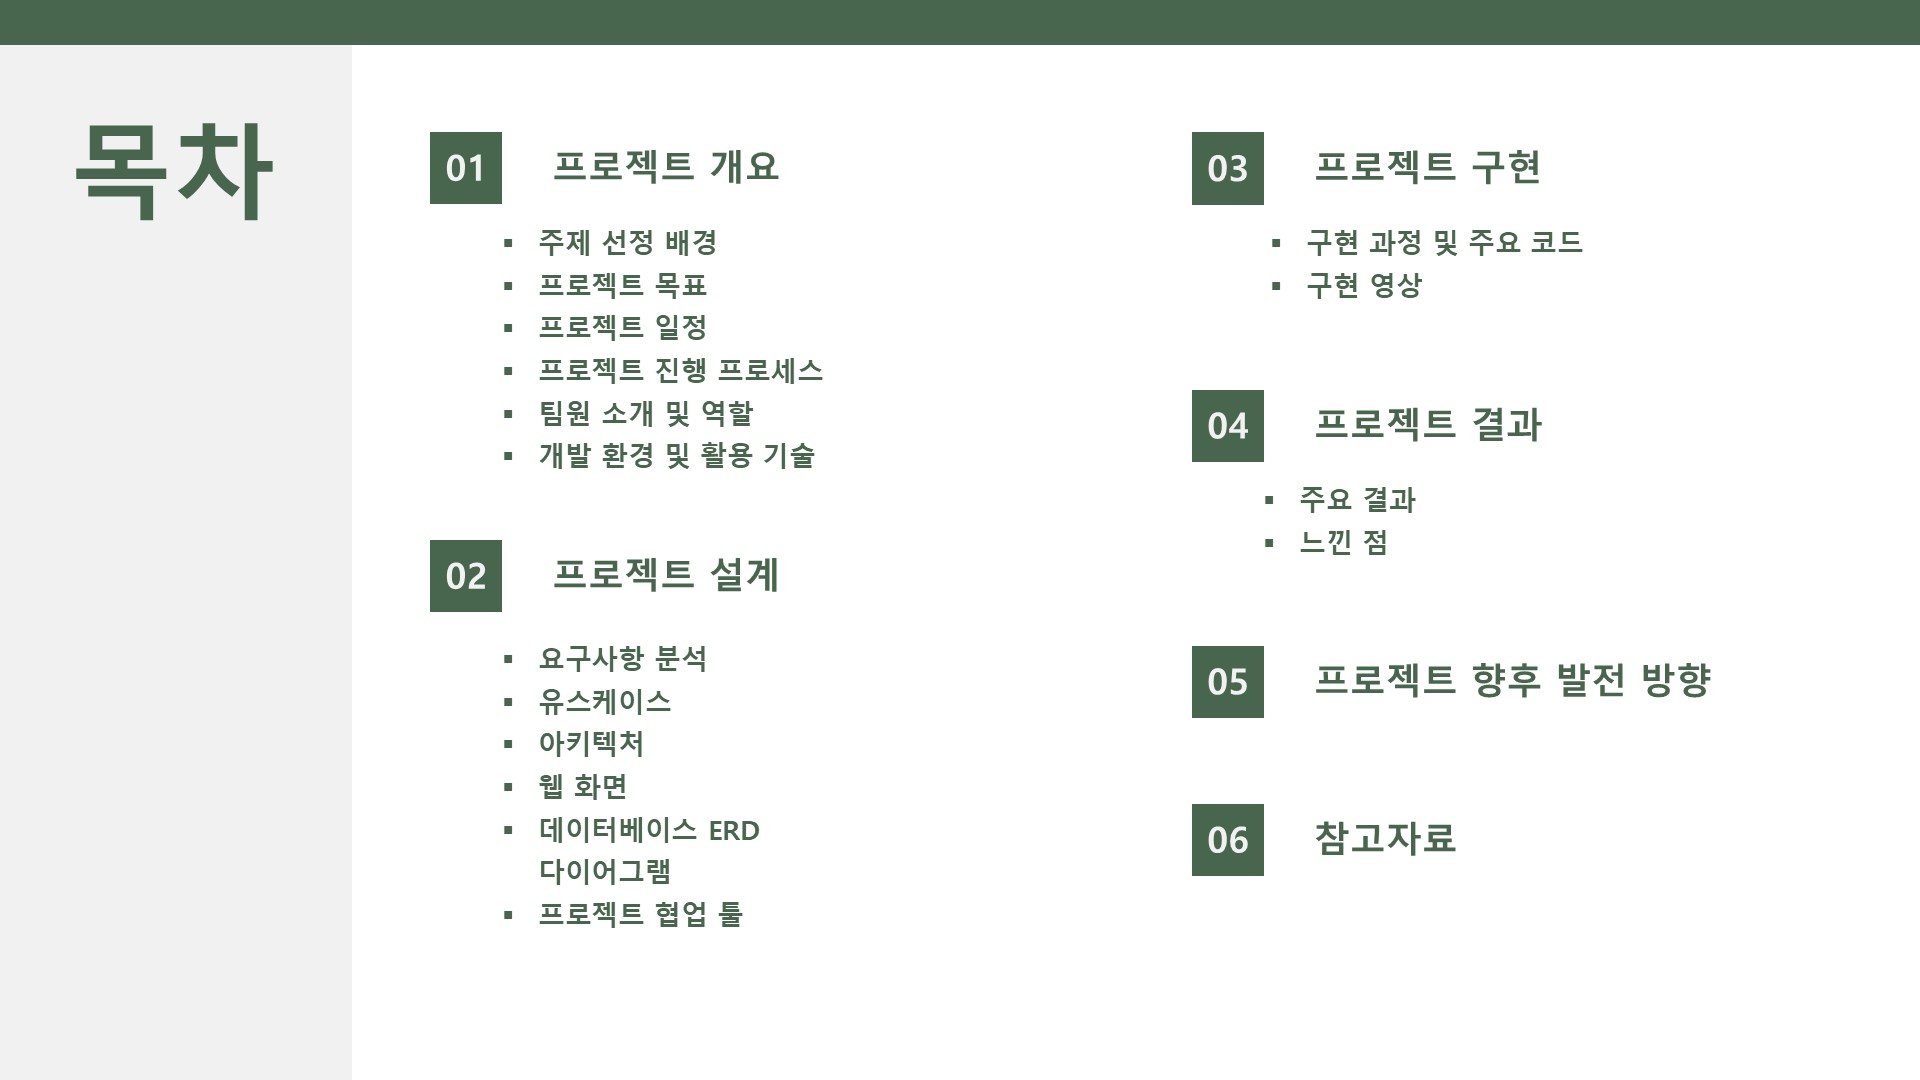 목차
01 프로젝트 개요
▪ 주제 선정 배경
▪ 프로젝트 목표
▪ 프로젝트 일정
▪ 프로젝트 진행 프로세스
▪ 팀원 소개 및 역할
▪ 개발 환경 및 활용 기술
02 프로젝트 설계
▪ 요구사항 분석
▪ 유스케이스
▪ 아키텍처
▪ 웹 화면
▪ 데이터베이스 ERD
다이어그램
▪ 프로젝트 협업 툴
03 프로젝트 구현
▪ 구현 과정 및 주요 코드
▪ 구현 영상
04 프로젝트 결과
▪ 주요 결과
▪ 느낀 점
05 프로젝트 향후 발전 방향
06 참고자료